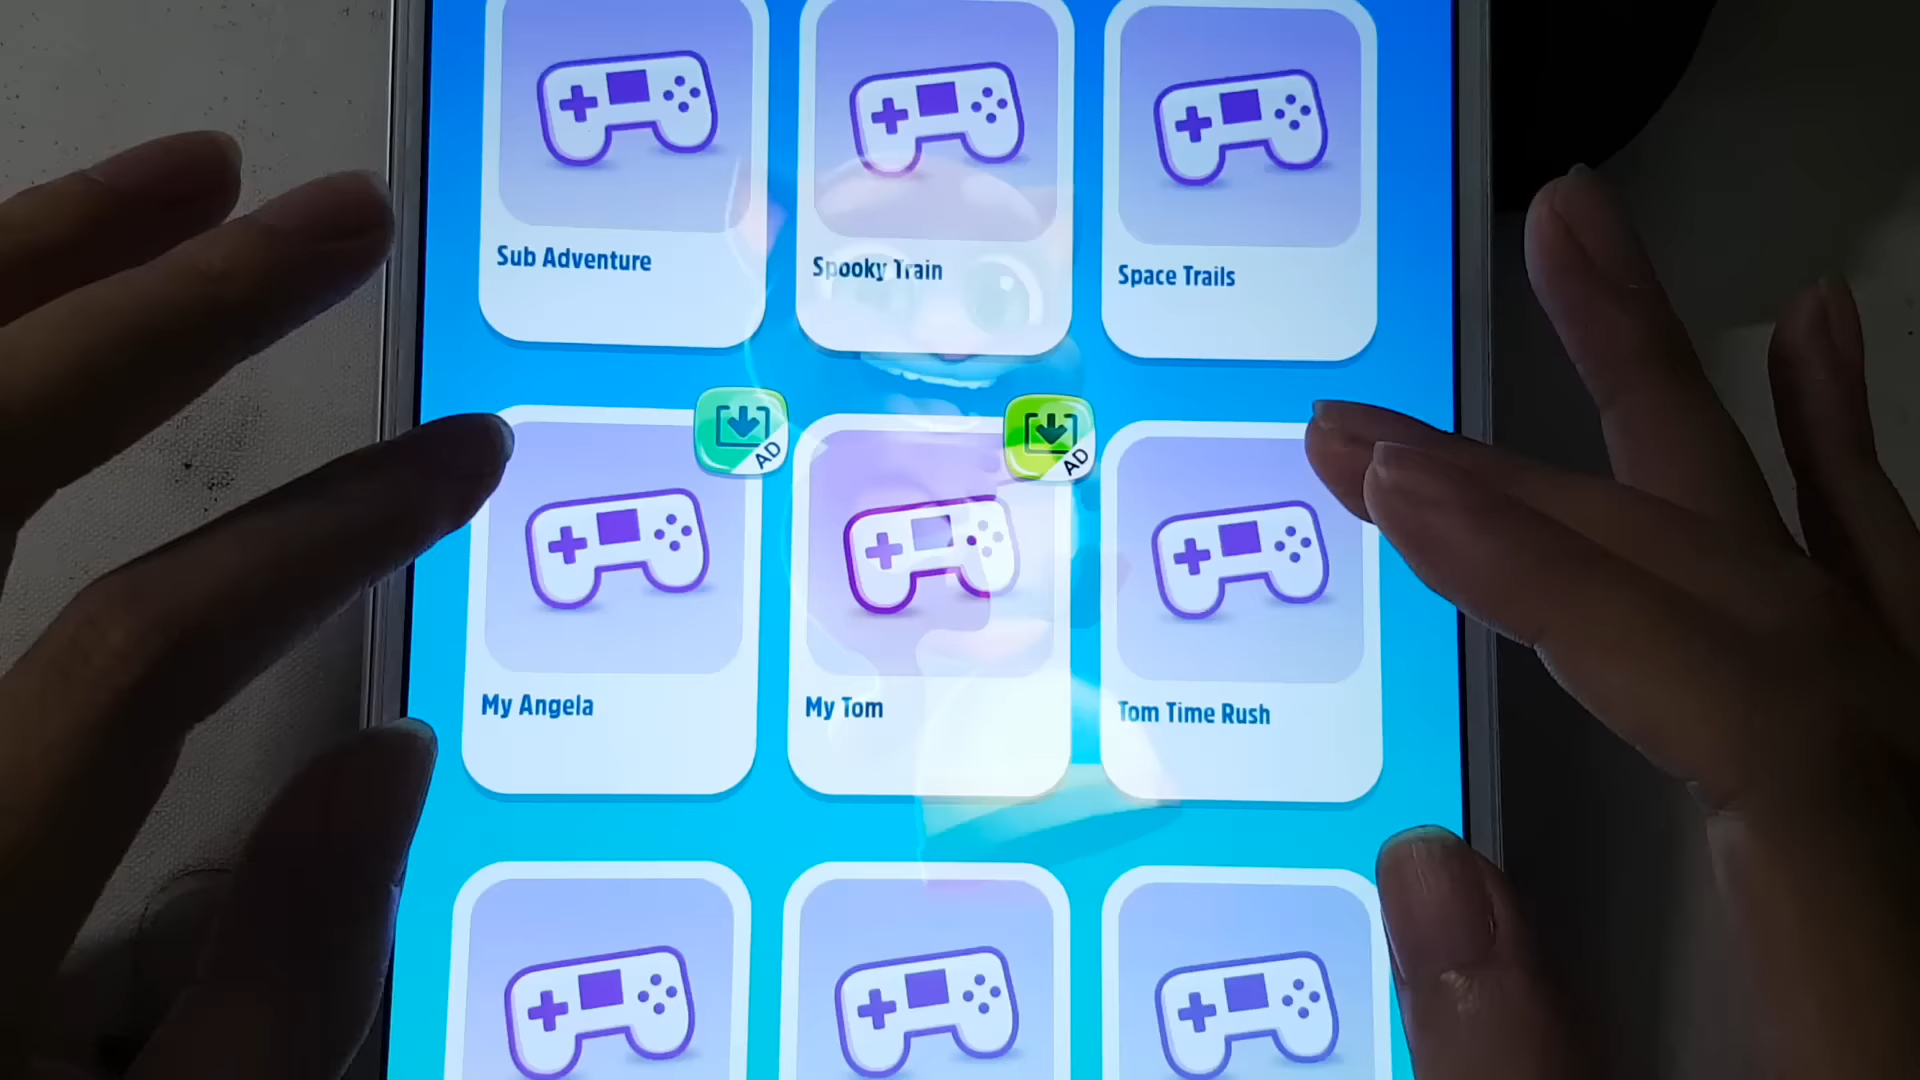 Sub Adventure
Spooky Train
Space Trails
AD
AD
My Angela
My Tom
Tom Time Rush